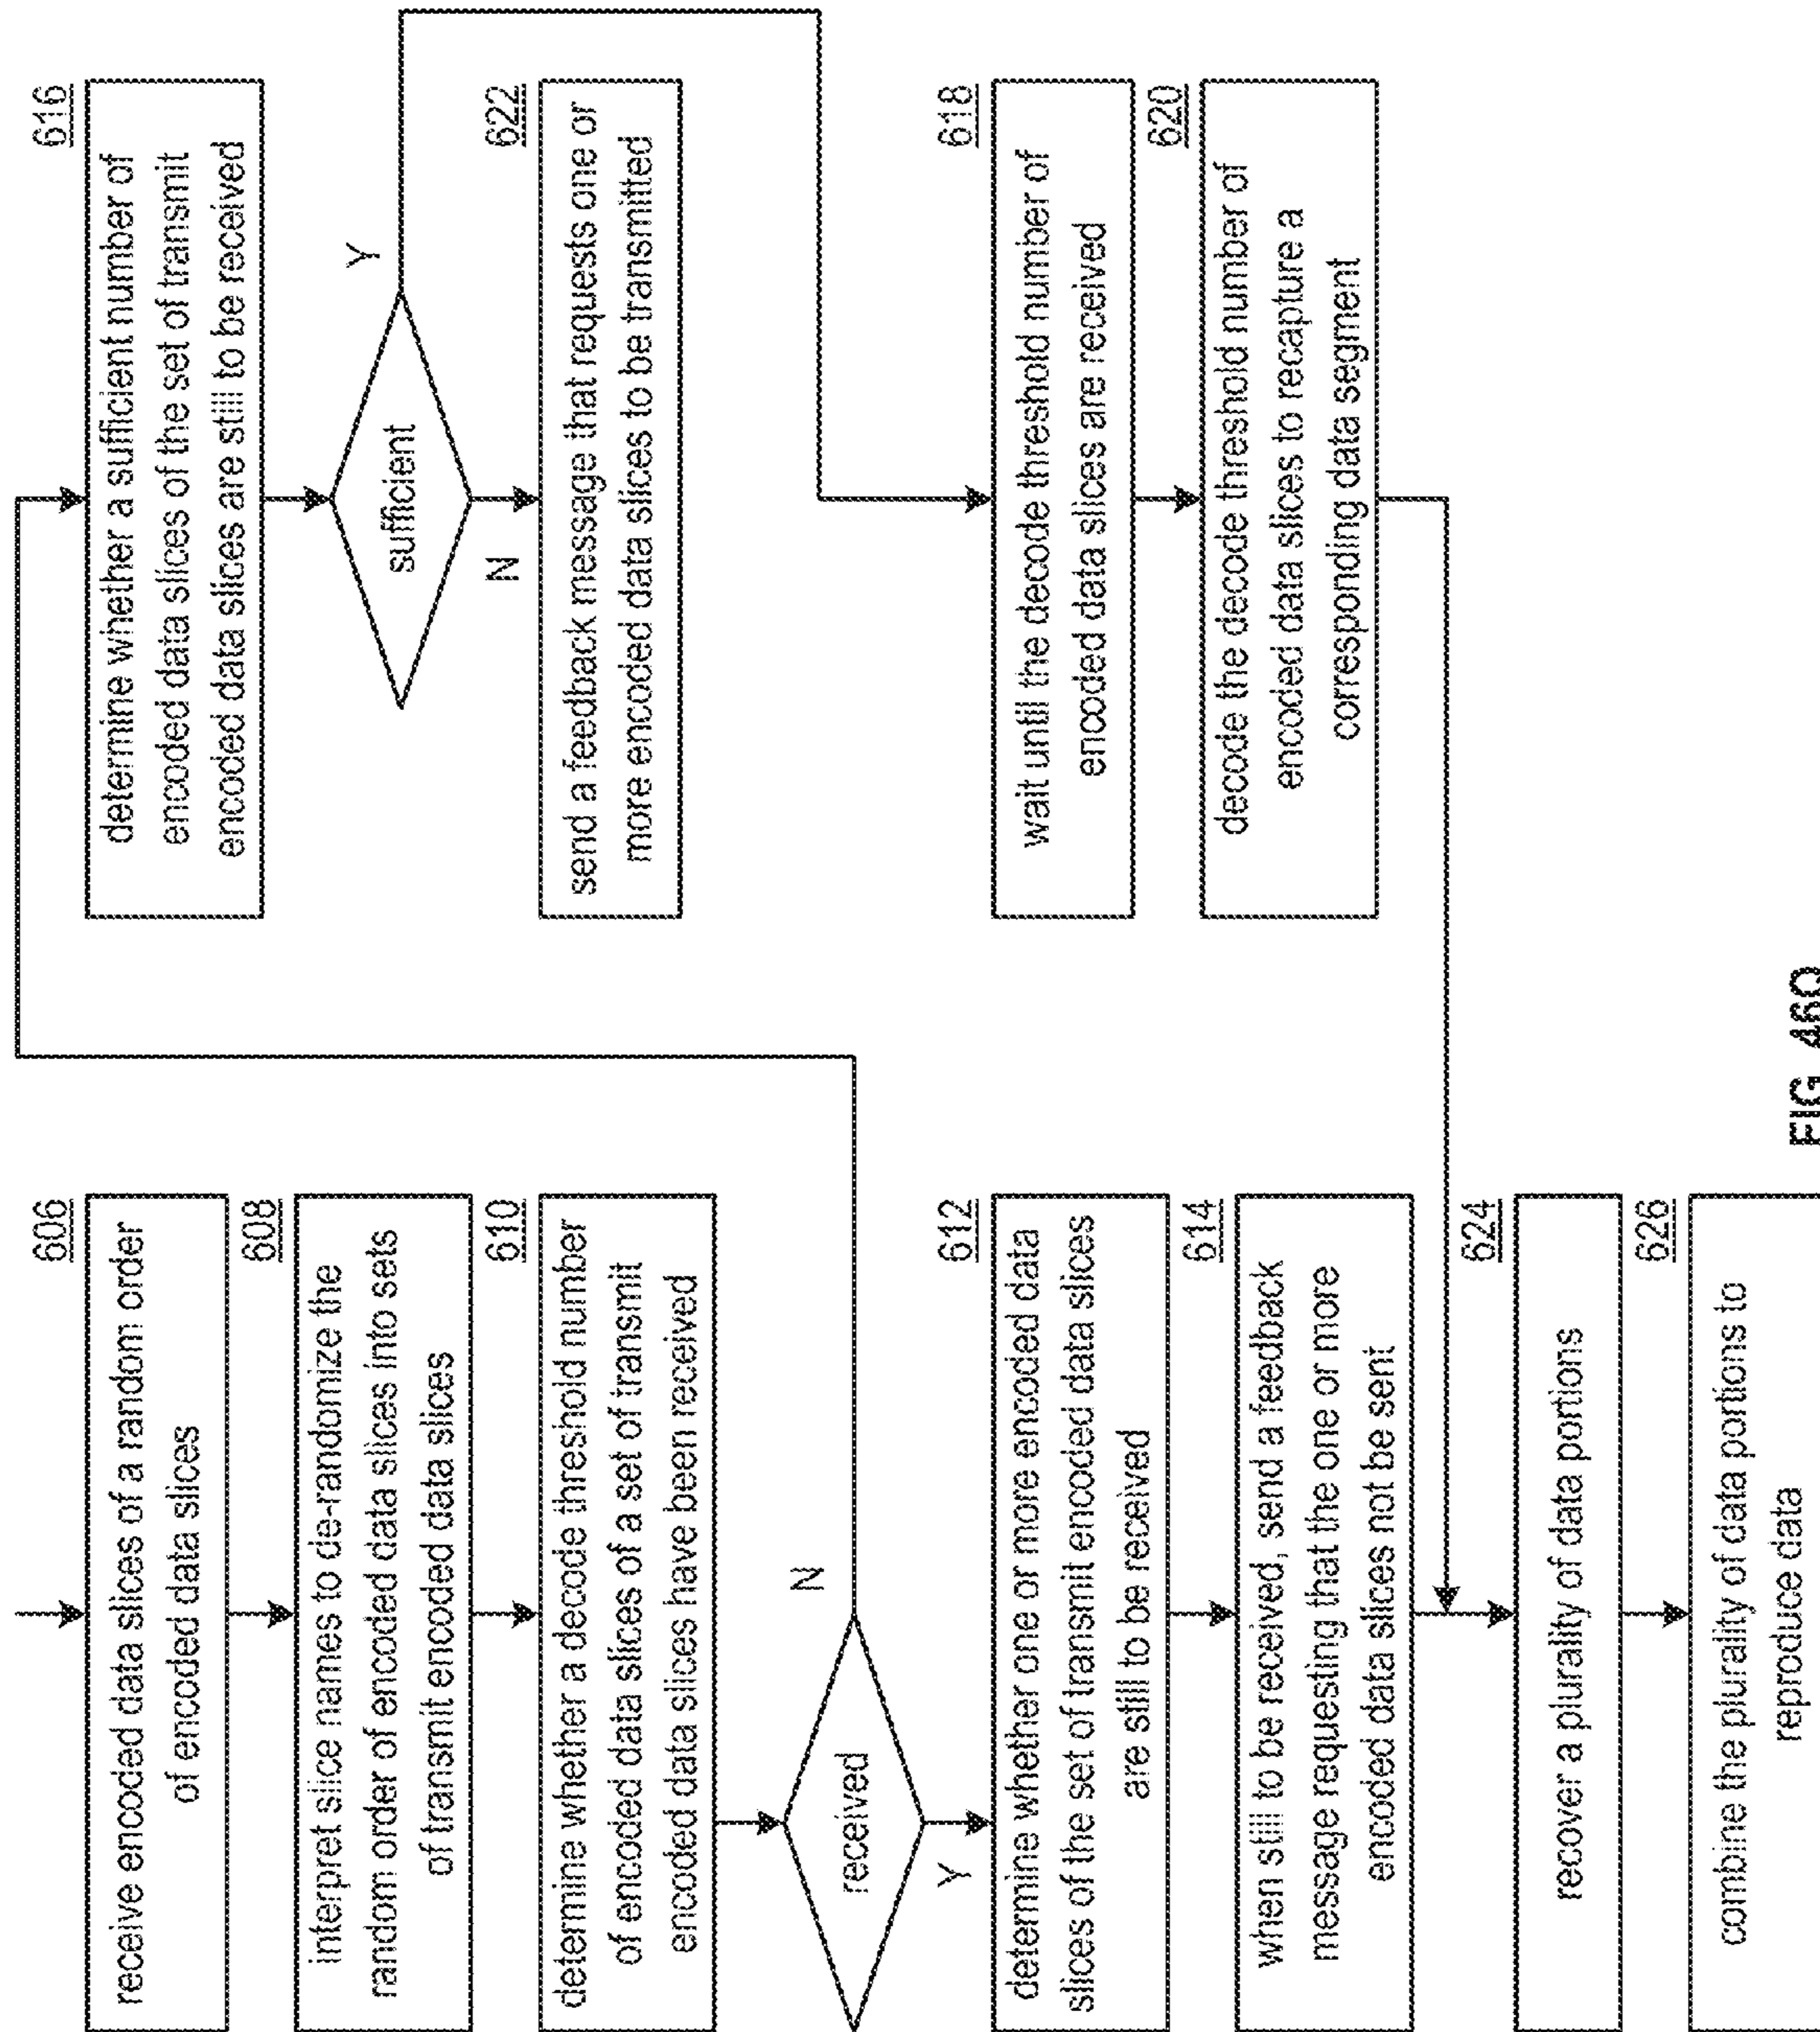 606
receive encoded data slices of a random order
of encoded data slices
608
interpret slice names to de-randomize the
random order of encoded data slices into sets
of transmit encoded data slices
610
determine whether a decode threshold number
of encoded data slices of a set of transmit
encoded data slices have been received
received
N
Y
612
determine whether one or more encoded data
slices of the set of transmit encoded data slices
are still to be received
614
when still to be received, send a feedback
message requesting that the one or more
encoded data slices not be sent
624
recover a plurality of data portions
626
combine the plurality of data portions to
reproduce data
616
determine whether a sufficient number of
encoded data slices of the set of transmit
encoded data slices are still to be received
sufficient
Y
N
622
send a feedback message that requests one or
more encoded data slices to be transmitted
618
wait until the decode threshold number of
encoded data slices are received
620
decode the decode threshold number of
encoded data slices to recapture a
corresponding data segment
FIG.